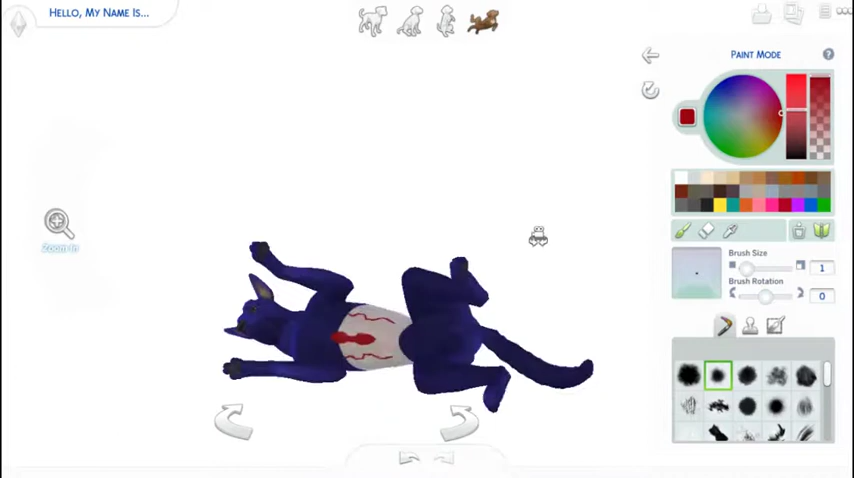 Hello, My Name Is...
Paint Mode
?
Zoom In
Brush Size
1
Brush Rotation
0